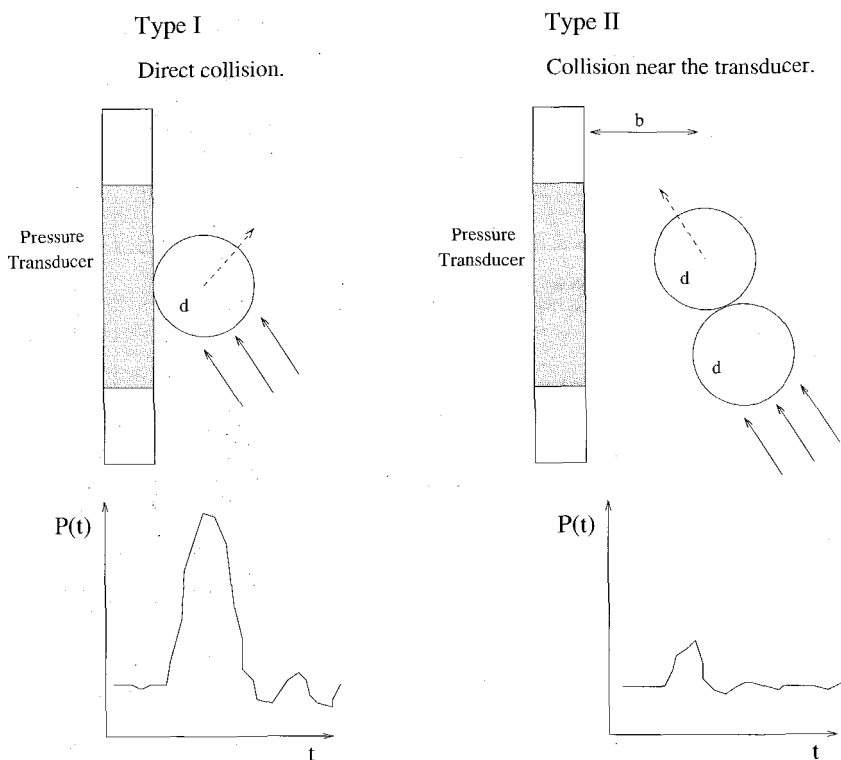 Type I
Direct collision.
Pressure
Transducer
d
P(t)
t
Type II
Collision near the transducer.
b
Pressure
Transducer
d
d
P(t)
t